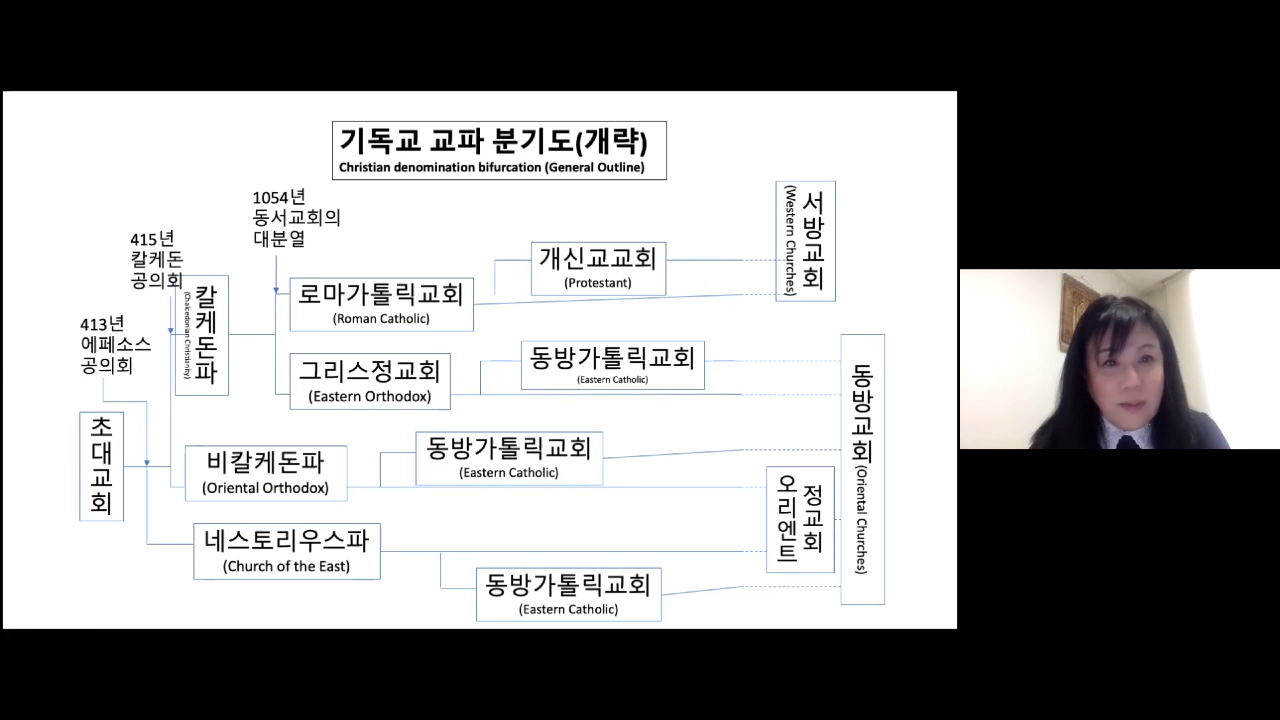 기독교 교파 분기도(개략)
Christian denomination bifurcation (General Outline)
1054년
동서교회의
대분열
415년
칼케돈
공의회
413년
에페소스
공의회
초대교회
칼케돈파
(Chalcedonian Christianity)
로마가톨릭교회
(Roman Catholic)
개신교교회
(Protestant)
서방교회
(Western Churches)
그리스정교회
(Eastern Orthodox)
동방가톨릭교회
(Eastern Catholic)
비칼케돈파
(Oriental Orthodox)
동방가톨릭교회
(Eastern Catholic)
네스토리우스파
(Church of the East)
동방가톨릭교회
(Eastern Catholic)
오리엔트
정교회
동방교회 (Oriental Churches)